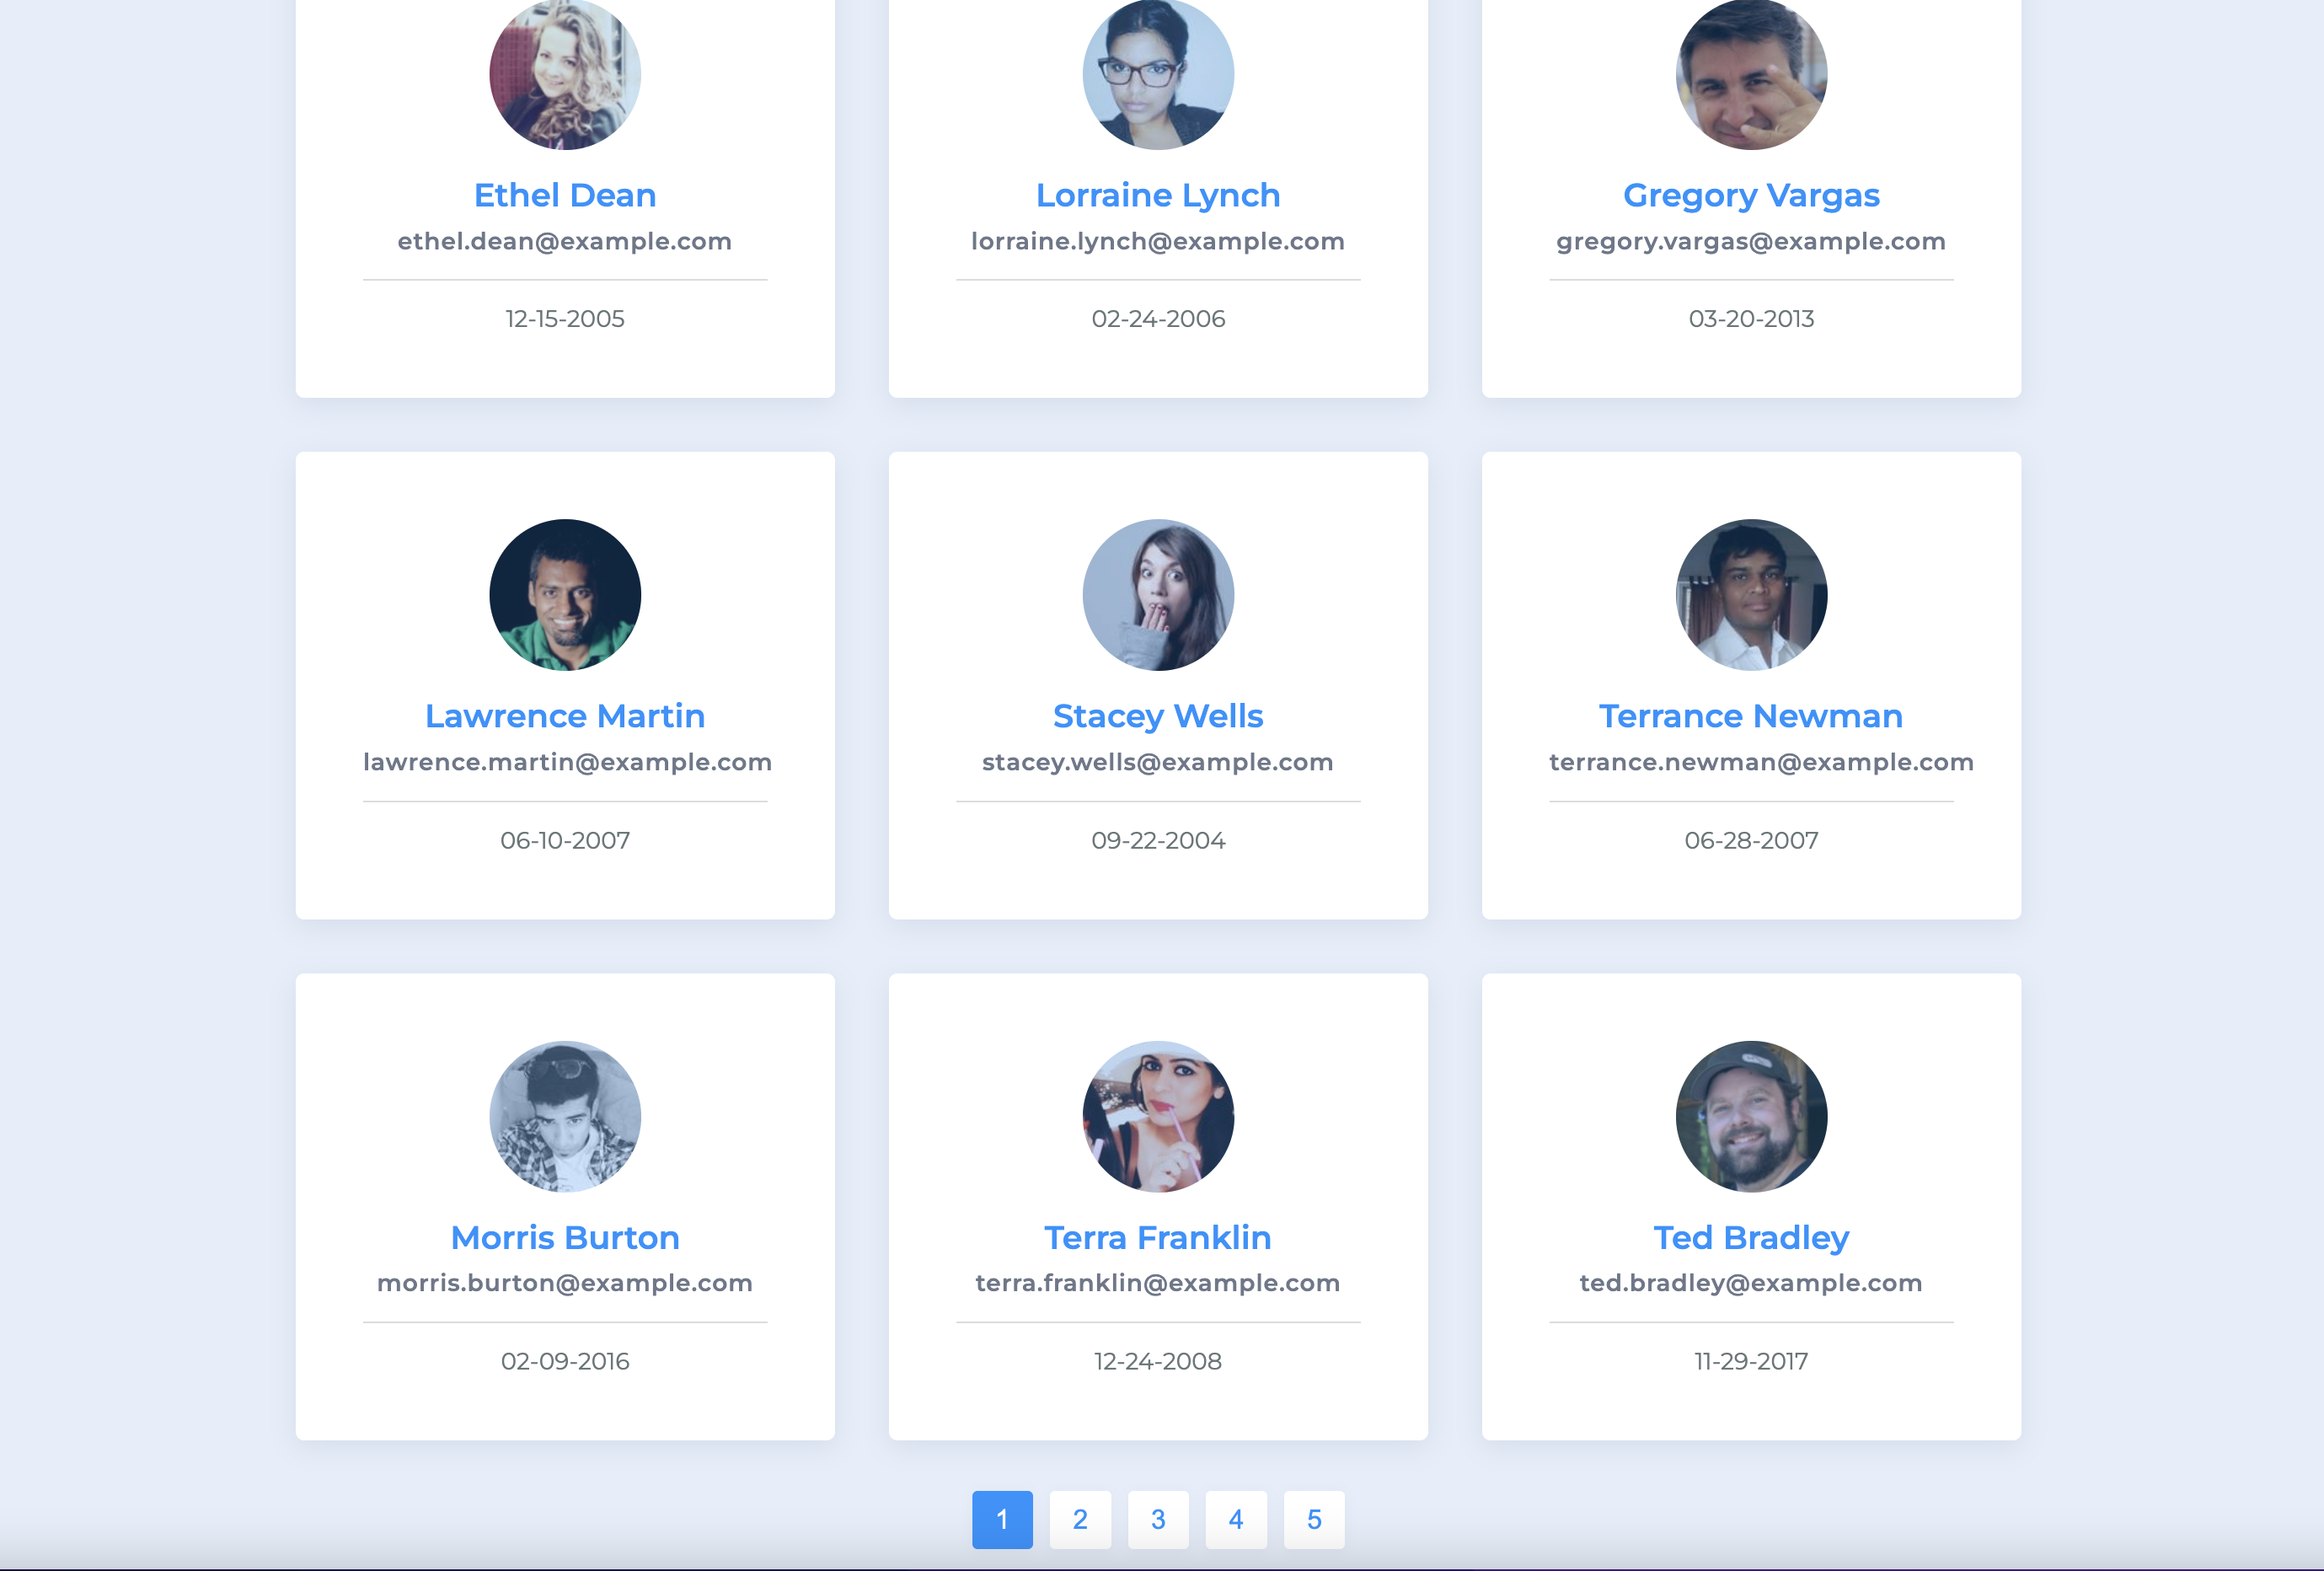 Ethel Dean
ethel.dean@example.com
12-15-2005
Lorraine Lynch
lorraine.lynch@example.com
02-24-2006
Gregory Vargas
gregory.vargas@example.com
03-20-2013
Lawrence Martin
lawrence.martin@example.com
06-10-2007
Stacey Wells
stacey.wells@example.com
09-22-2004
Terrance Newman
terrance.newman@example.com
06-28-2007
Morris Burton
morris.burton@example.com
02-09-2016
Terra Franklin
terra.franklin@example.com
12-24-2008
Ted Bradley
ted.bradley@example.com
11-29-2017
1 2 3 4 5